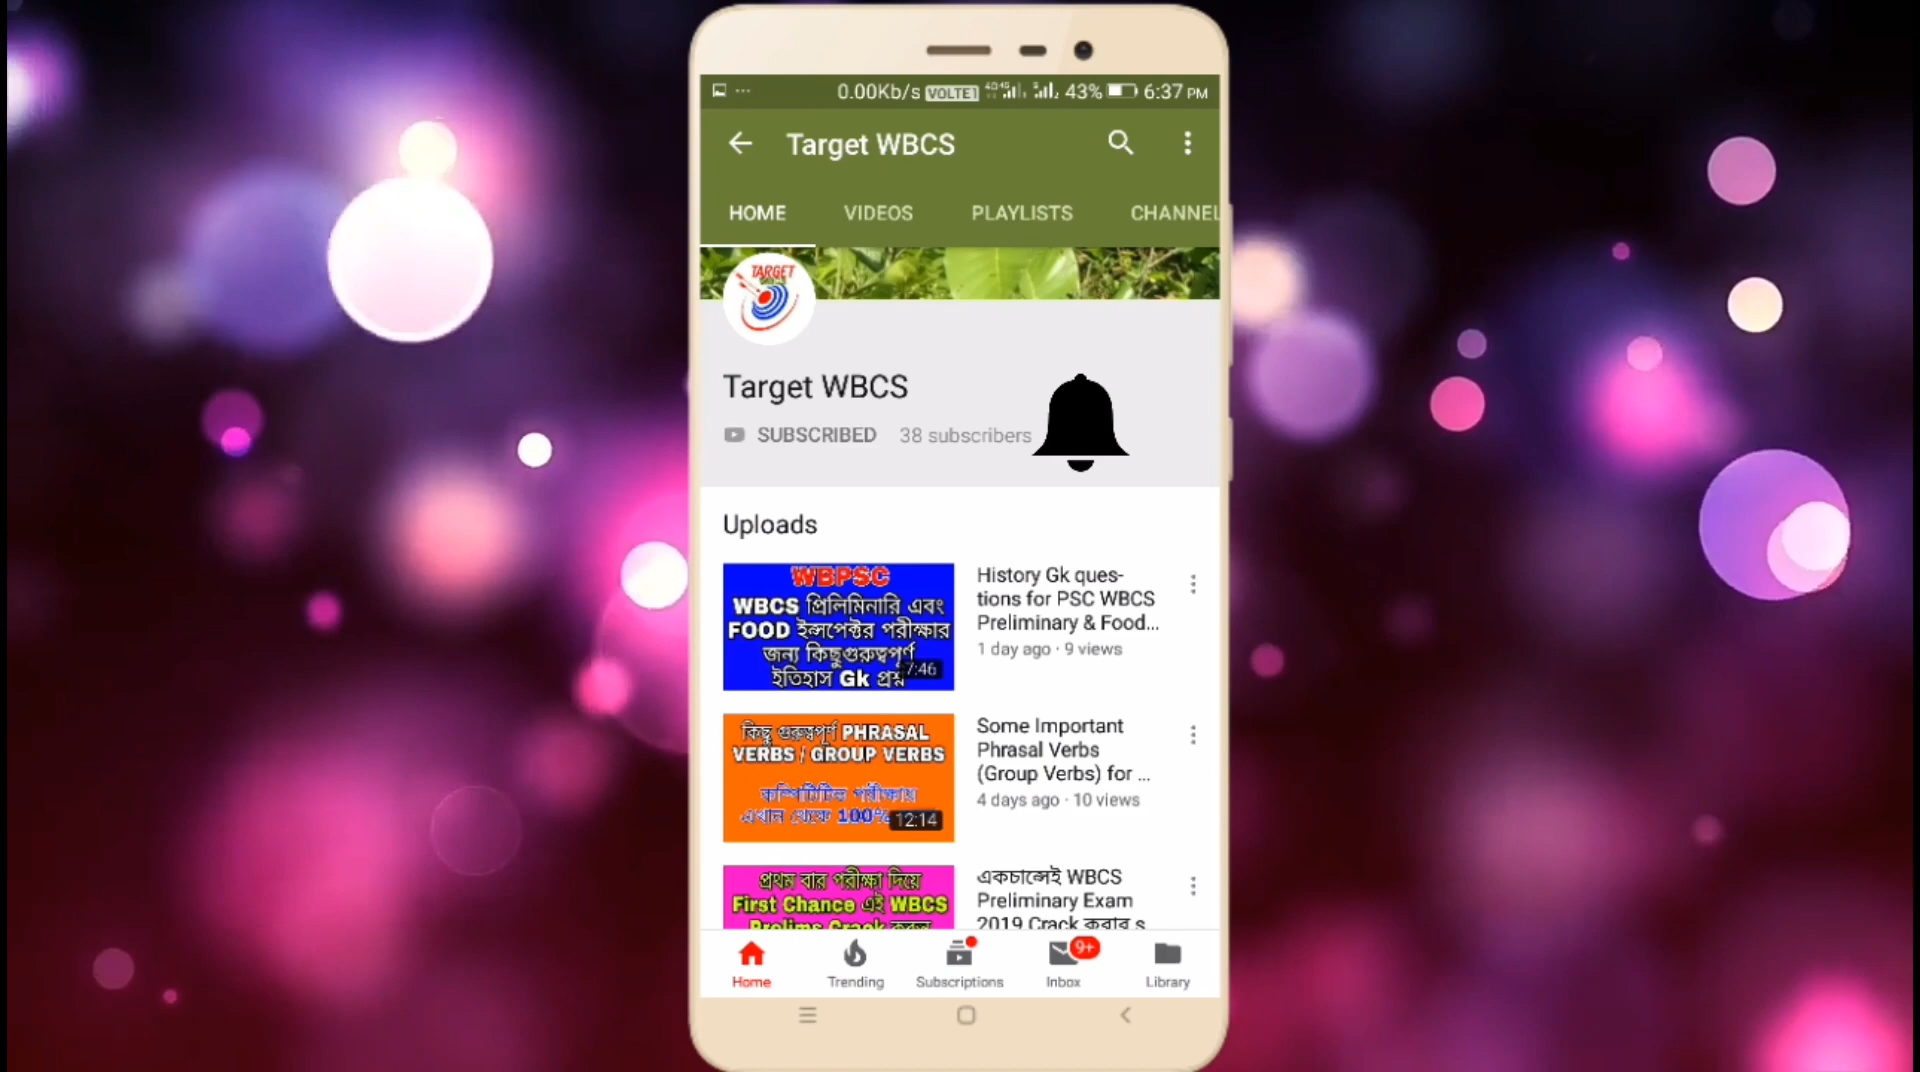 0.00Kb/s VOLTE1 43% 6:37 PM
Target WBCS
HOME VIDEOS PLAYLISTS CHANNEL
TARGET
Target WBCS
SUBSCRIBED 38 subscribers
Uploads
WBPSC
WBCS প্রিলিমিনারি এবং
FOOD ইন্সপেক্টর পরীক্ষার
জন্য কিছু গুরুত্বপূর্ণ
ইতিহাস Gk প্রশ্ন
7:46
History Gk ques-
tions for PSC WBCS
Preliminary & Food...
1 day ago · 9 views
কিছু গুরুত্বপূর্ণ PHRASAL
VERBS / GROUP VERBS
কম্পিটিটিভ পরীক্ষায়
এখান থেকে 100%
12:14
Some Important
Phrasal Verbs
(Group Verbs) for ...
4 days ago · 10 views
প্রথম বার পরীক্ষা দিয়ে
First Chance এই WBCS
Prelims Crack করুন
একচান্সেই WBCS
Preliminary Exam
2019 Crack করার s
Home Trending Subscriptions 9+ Inbox Library